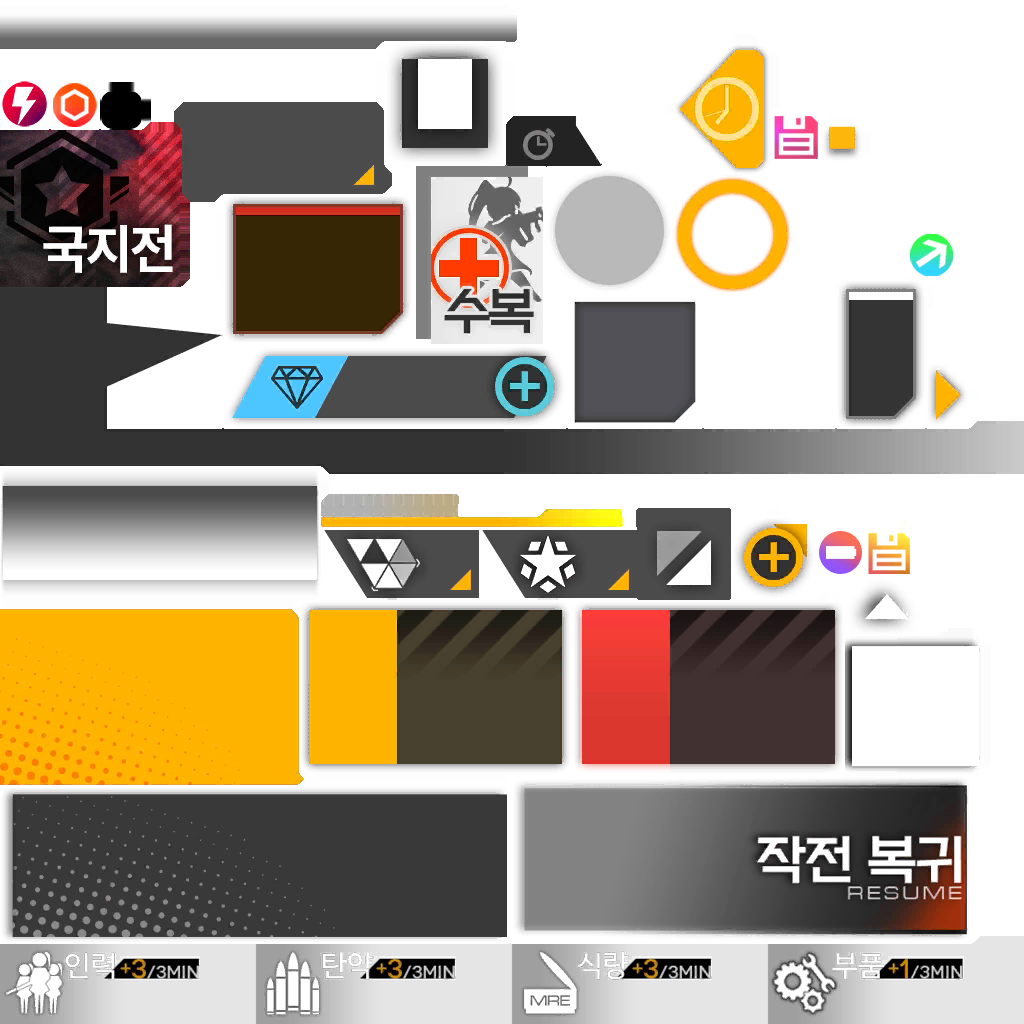 국지전
수복
작전 복귀
RESUME
인력 +3/3MIN
탄약 +3/3MIN
식량 +3/3MIN
MRE
부품 +1/3MIN